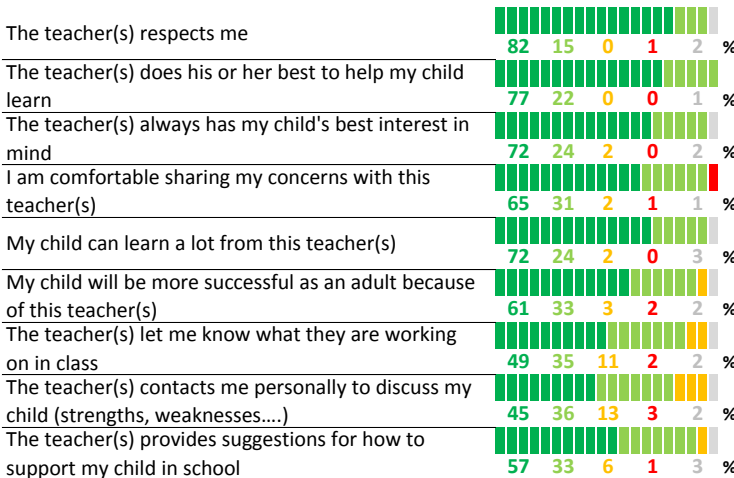 The teacher(s) respects me
82 15 0 1 2 %
The teacher(s) does his or her best to help my child
learn
77 22 0 0 1 %
The teacher(s) always has my child's best interest in
mind
72 24 2 0 2 %
I am comfortable sharing my concerns with this
teacher(s)
65 31 2 1 1 %
My child can learn a lot from this teacher(s)
72 24 2 0 3 %
My child will be more successful as an adult because
of this teacher(s)
61 33 3 2 2 %
The teacher(s) let me know what they are working
on in class
49 35 11 2 2 %
The teacher(s) contacts me personally to discuss my
child (strengths, weaknesses....)
45 36 13 3 2 %
The teacher(s) provides suggestions for how to
support my child in school
57 33 6 1 3 %